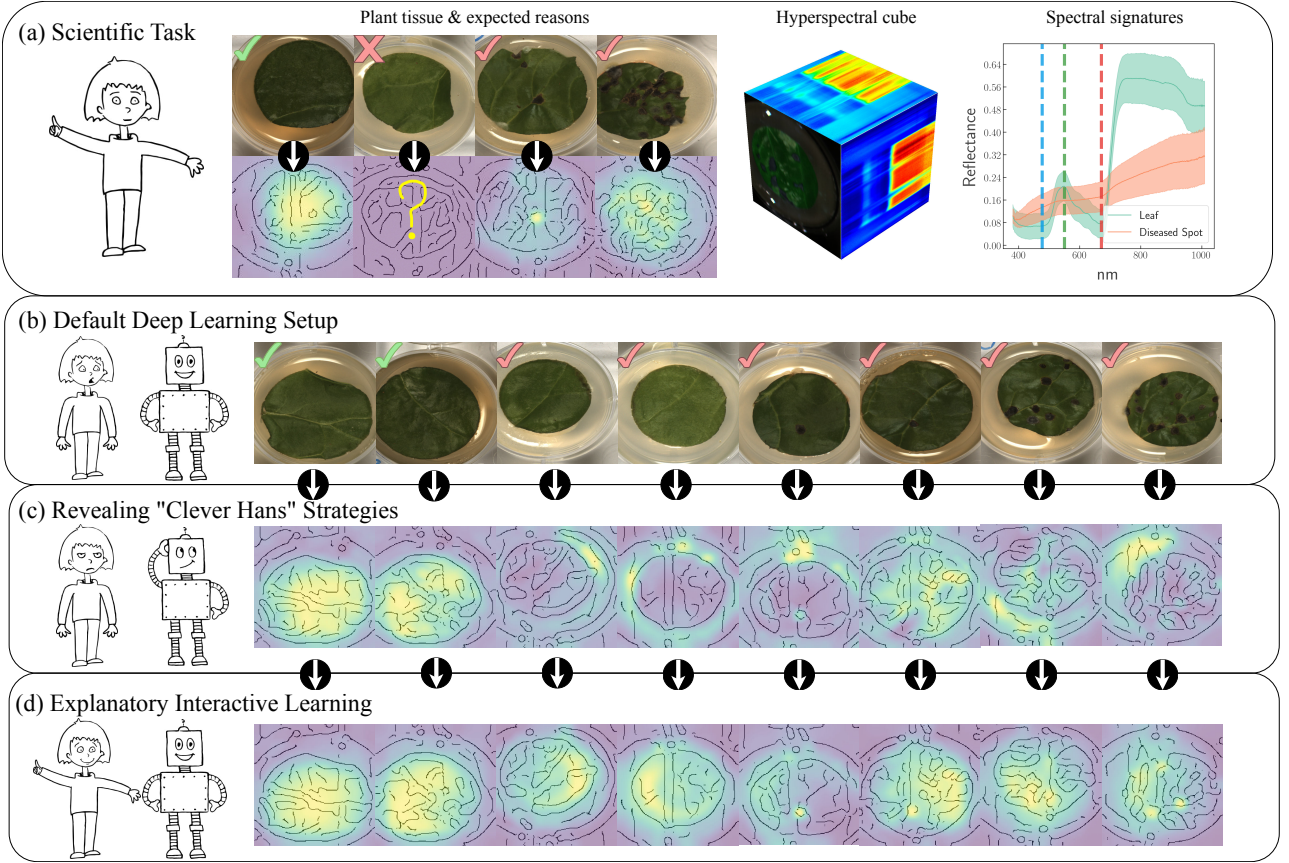 (a) Scientific Task
Plant tissue & expected reasons
Hyperspectral cube
Spectral signatures
?
Reflectance
0.64
0.56
0.48
0.40
0.32
0.24
0.16
0.08
0.00
Leaf
Diseased Spot
400
600
800
1000
nm
(b) Default Deep Learning Setup
(c) Revealing "Clever Hans" Strategies
(d) Explanatory Interactive Learning